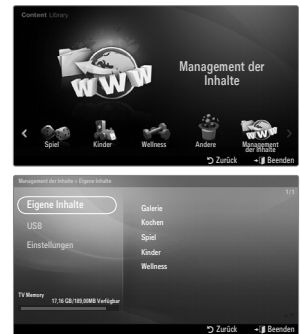 Content Library
WWW
Management der
Inhalte
Spiel
Kinder
Wellness
Andere
WWW
Management
der Inhalte
Zurück
Beenden
Management der Inhalte > Eigene Inhalte
1/1
Eigene Inhalte
USB
Einstellungen
Galerie
Kochen
Spiel
Kinder
Wellness
TV Memory
17,16 GB/189,00MB Verfügbar
Zurück
Beenden